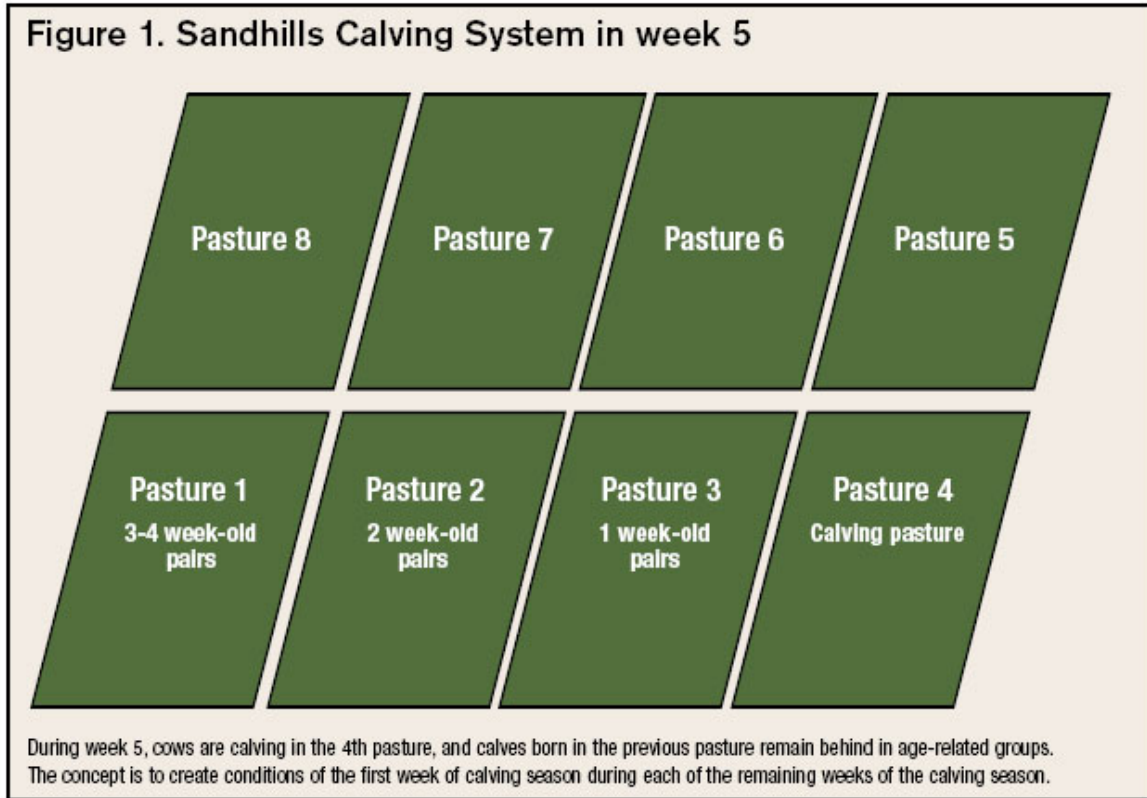 Figure 1. Sandhills Calving System in week 5
Pasture 8
Pasture 7
Pasture 6
Pasture 5
Pasture 1
3-4 week-old
pairs
Pasture 2
2 week-old
pairs
Pasture 3
1 week-old
pairs
Pasture 4
Calving pasture
During week 5, cows are calving in the 4th pasture, and calves born in the previous pasture remain behind in age-related groups.
The concept is to create conditions of the first week of calving season during each of the remaining weeks of the calving season.